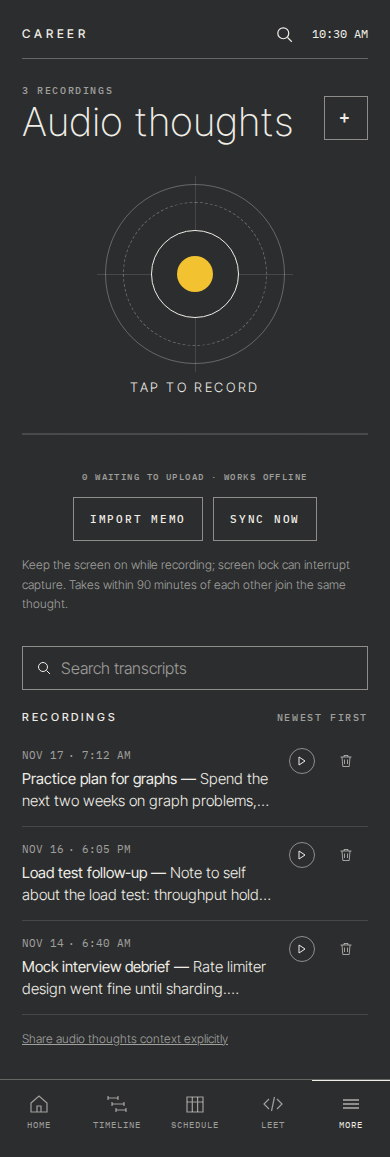 CAREER
10:30 AM
3 RECORDINGS
Audio thoughts
+
TAP TO RECORD
0 WAITING TO UPLOAD · WORKS OFFLINE
IMPORT MEMO
SYNC NOW
Keep the screen on while recording; screen lock can interrupt
capture. Takes within 90 minutes of each other join the same
thought.
Search transcripts
RECORDINGS
NEWEST FIRST
NOV 17 · 7:12 AM
Practice plan for graphs — Spend the
next two weeks on graph problems,...
NOV 16 · 6:05 PM
Load test follow-up — Note to self
about the load test: throughput hold...
NOV 14 · 6:40 AM
Mock interview debrief — Rate limiter
design went fine until sharding....
Share audio thoughts context explicitly
HOME
TIMELINE
SCHEDULE
LEET
MORE